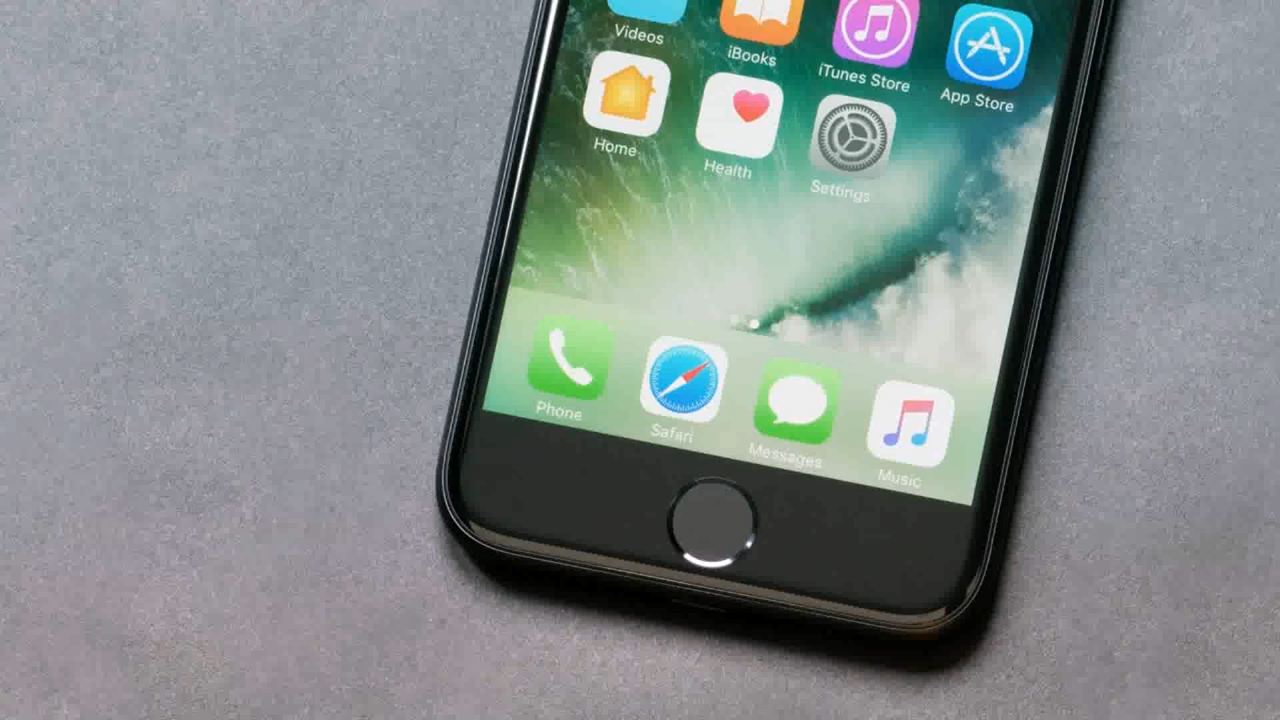 Videos
iBooks
iTunes Store
App Store
Home
Health
Settings
Phone
Safari
Messages
Music